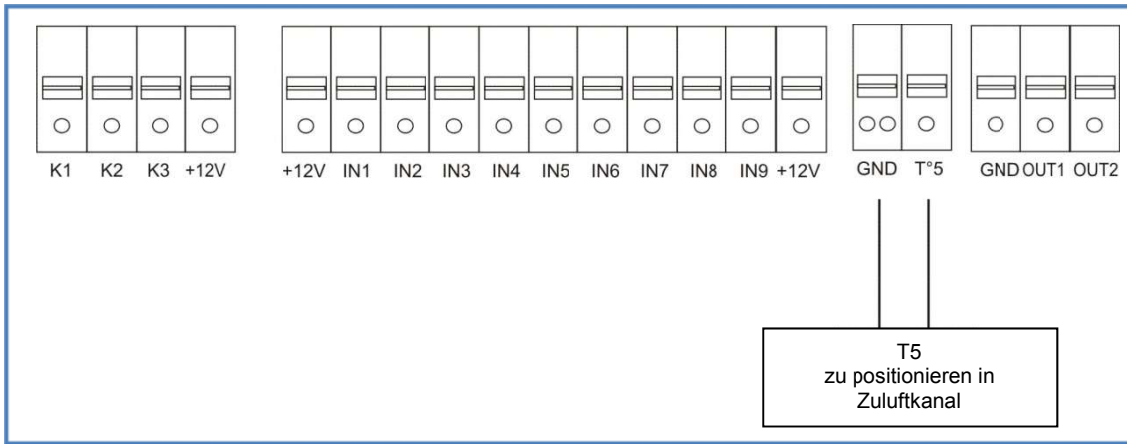 K1 K2 K3 +12V +12V IN1 IN2 IN3 IN4 IN5 IN6 IN7 IN8 IN9 +12V GND T°5 GND OUT1 OUT2
T5
zu positionieren in
Zuluftkanal